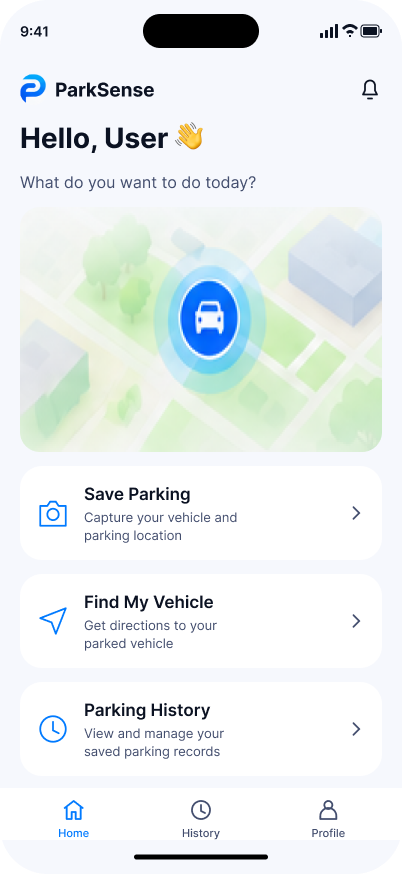 9:41
ParkSense
Hello, User 👋
What do you want to do today?
Save Parking
Capture your vehicle and
parking location
Find My Vehicle
Get directions to your
parked vehicle
Parking History
View and manage your
saved parking records
Home
History
Profile